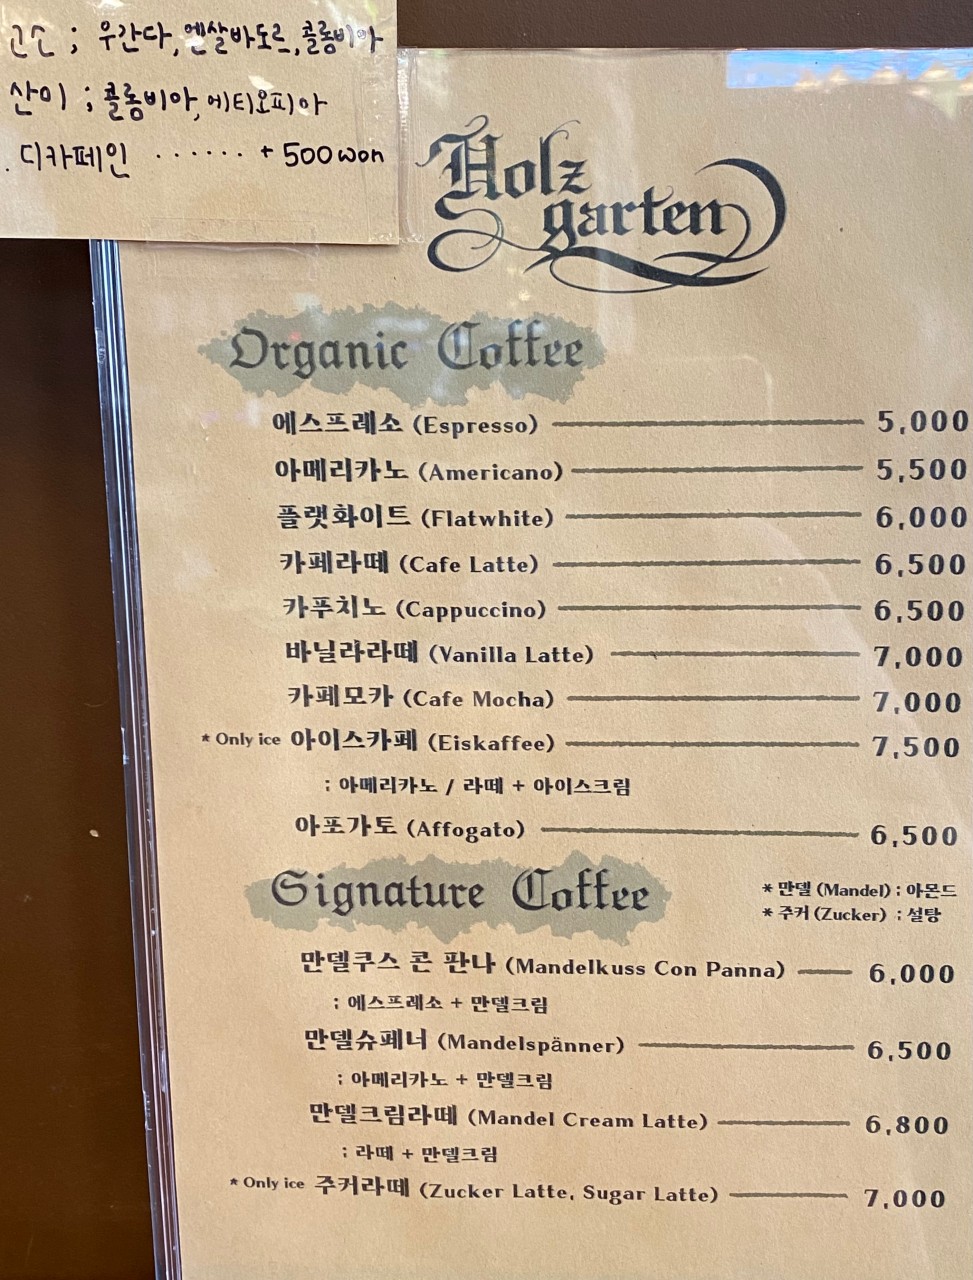 고소 ; 우간다, 엘살바도르, 콜롬비아
산미 ; 콜롬비아, 에티오피아
. 디카페인 ...... + 500won
Holz
garten
Organic Coffee
에스프레소 (Espresso) 5,000
아메리카노 (Americano) 5,500
플랫화이트 (Flatwhite) 6,000
카페라떼 (Cafe Latte) 6,500
카푸치노 (Cappuccino) 6,500
바닐라라떼 (Vanilla Latte) 7,000
카페모카 (Cafe Mocha) 7,000
* Only ice 아이스카페 (Eiskaffee) 7,500
; 아메리카노 / 라떼 + 아이스크림
아포가토 (Affogato) 6,500
Signature Coffee
* 만델 (Mandel) ; 아몬드
* 주커 (Zucker) ; 설탕
만델쿠스 콘 판나 (Mandelkuss Con Panna) 6,000
; 에스프레소 + 만델크림
만델슈페너 (Mandelspänner) 6,500
; 아메리카노 + 만델크림
만델크림라떼 (Mandel Cream Latte) 6,800
; 라떼 + 만델크림
* Only ice 주커라떼 (Zucker Latte, Sugar Latte) 7,000